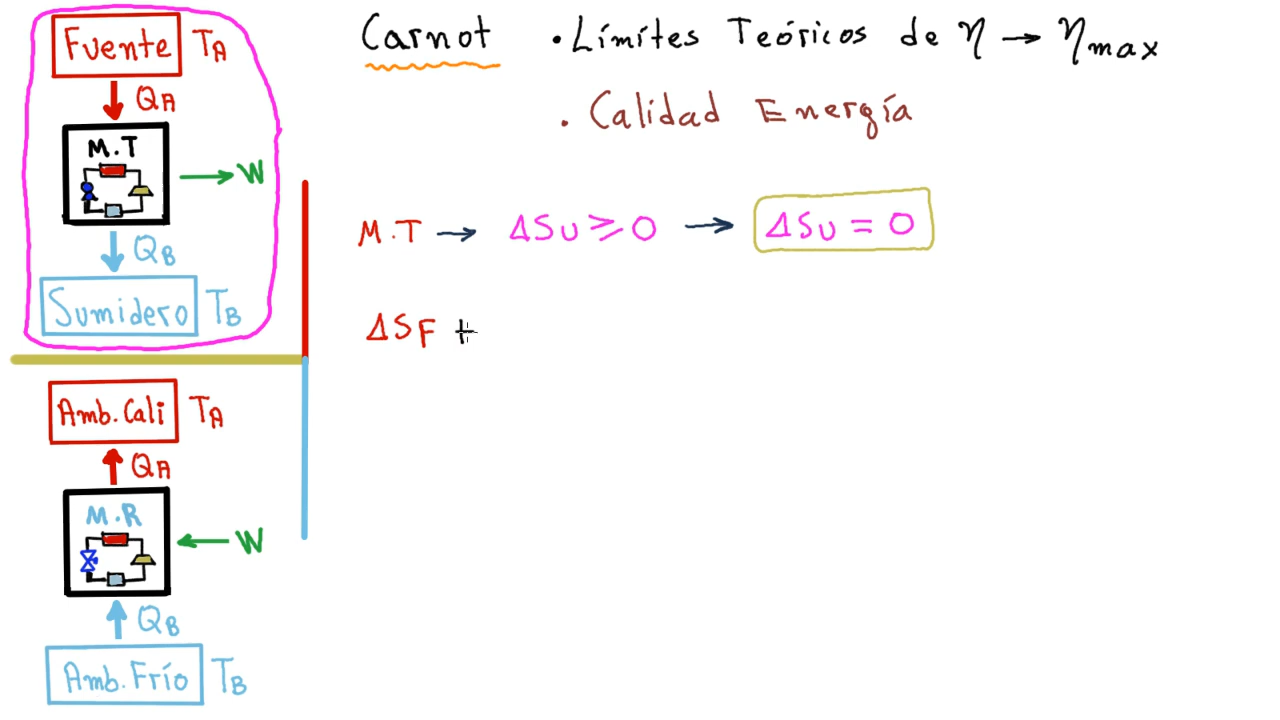 Carnot
• Límites Teóricos de η → ηmax
• Calidad Energía
M.T → ΔSu ≥ 0 → ΔSu = 0
ΔSF +
Fuente TA
QA
M.T
W
QB
Sumidero TB
Amb.Cali TA
QA
M.R
W
QB
Amb.Frío TB